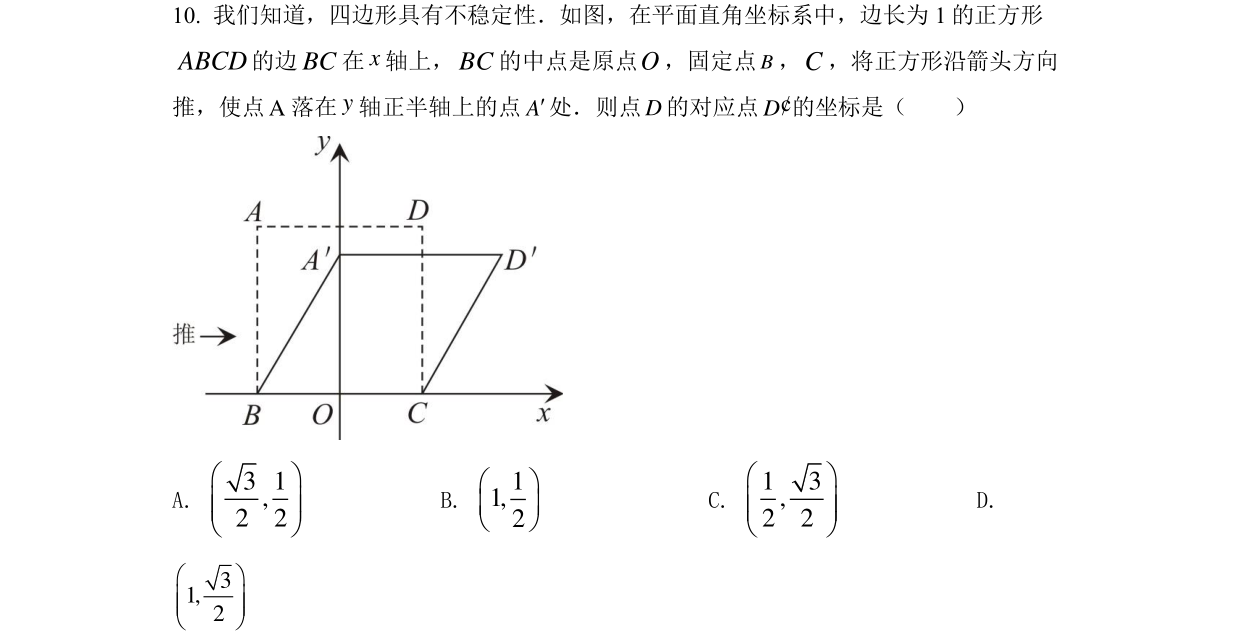 10. 我们知道，四边形具有不稳定性．如图，在平面直角坐标系中，边长为 1 的正方形
ABCD 的边 BC 在 x 轴上，BC 的中点是原点 O，固定点 B，C，将正方形沿箭头方向
推，使点 A 落在 y 轴正半轴上的点 A′ 处．则点 D 的对应点 D¢的坐标是（　　）
y
A D
A′ D′
推
B O C x
A. (√3/2, 1/2) B. (1, 1/2) C. (1/2, √3/2) D.
(1, √3/2)